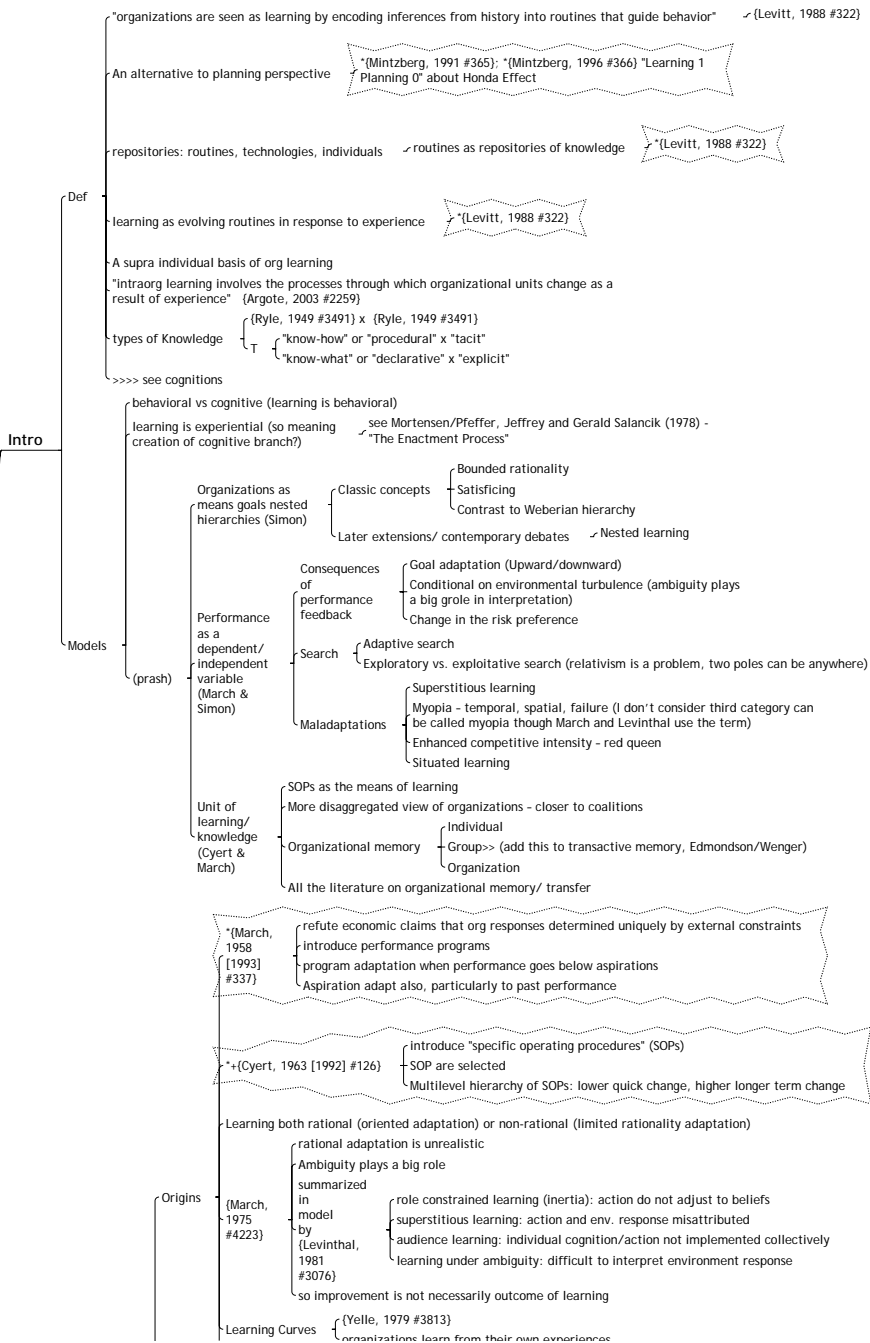 "organizations are seen as learning by encoding inferences from history into routines that guide behavior"
{Levitt, 1988 #322}
An alternative to planning perspective
*{Mintzberg, 1991 #365}; *{Mintzberg, 1996 #366} "Learning 1
Planning 0" about Honda Effect
repositories: routines, technologies, individuals
routines as repositories of knowledge
*{Levitt, 1988 #322}
Def
learning as evolving routines in response to experience
*{Levitt, 1988 #322}
A supra individual basis of org learning
"intraorg learning involves the processes through which organizational units change as a
result of experience" {Argote, 2003 #2259}
types of Knowledge
{Ryle, 1949 #3491} x {Ryle, 1949 #3491}
T
"know-how" or "procedural" x "tacit"
"know-what" or "declarative" x "explicit"
>>>> see cognitions
Intro
Models
behavioral vs cognitive (learning is behavioral)
learning is experiential (so meaning
creation of cognitive branch?)
see Mortensen/Pfeffer, Jeffrey and Gerald Salancik (1978) -
"The Enactment Process"
(prash)
Organizations as
means goals nested
hierarchies (Simon)
Classic concepts
Bounded rationality
Satisficing
Contrast to Weberian hierarchy
Later extensions/ contemporary debates
Nested learning
Performance
as a
dependent/
independent
variable
(March &
Simon)
Consequences
of
performance
feedback
Goal adaptation (Upward/downward)
Conditional on environmental turbulence (ambiguity plays
a big grole in interpretation)
Change in the risk preference
Search
Adaptive search
Exploratory vs. exploitative search (relativism is a problem, two poles can be anywhere)
Maladaptations
Superstitious learning
Myopia – temporal, spatial, failure (I don't consider third category can
be called myopia though March and Levinthal use the term)
Enhanced competitive intensity – red queen
Situated learning
Unit of
learning/
knowledge
(Cyert &
March)
SOPs as the means of learning
More disaggregated view of organizations – closer to coalitions
Organizational memory
Individual
Group>> (add this to transactive memory, Edmondson/Wenger)
Organization
All the literature on organizational memory/ transfer
Origins
*{March,
1958
[1993]
#337}
refute economic claims that org responses determined uniquely by external constraints
introduce performance programs
program adaptation when performance goes below aspirations
Aspiration adapt also, particularly to past performance
*+{Cyert, 1963 [1992] #126}
introduce "specific operating procedures" (SOPs)
SOP are selected
Multilevel hierarchy of SOPs: lower quick change, higher longer term change
Learning both rational (oriented adaptation) or non-rational (limited rationality adaptation)
{March,
1975
#4223}
rational adaptation is unrealistic
Ambiguity plays a big role
summarized
in
model
by
{Levinthal,
1981
#3076}
role constrained learning (inertia): action do not adjust to beliefs
superstitious learning: action and env. response misattributed
audience learning: individual cognition/action not implemented collectively
learning under ambiguity: difficult to interpret environment response
so improvement is not necessarily outcome of learning
Learning Curves
{Yelle, 1979 #3813}
organizations learn from their own experiences